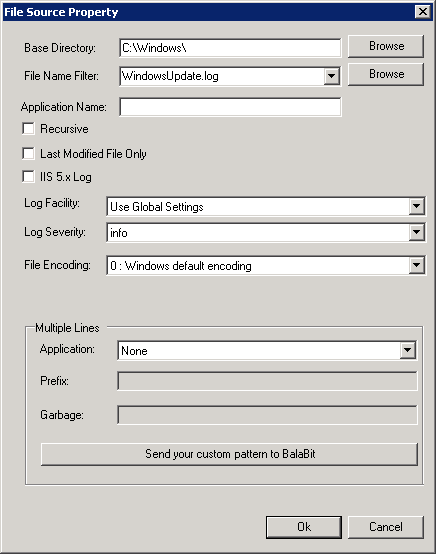 File Source Property
Base Directory: C:\Windows\ Browse
File Name Filter: WindowsUpdate.log Browse
Application Name:
Recursive
Last Modified File Only
IIS 5.x Log
Log Facility: Use Global Settings
Log Severity: info
File Encoding: 0 : Windows default encoding
Multiple Lines
Application: None
Prefix:
Garbage:
Send your custom pattern to BalaBit
Ok Cancel